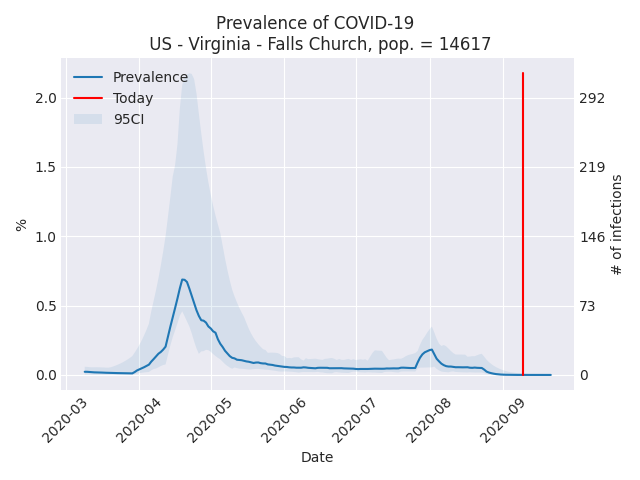 Prevalence of COVID-19
US - Virginia - Falls Church, pop. = 14617
Prevalence
Today
95CI
2.0
1.5
1.0
0.5
0.0
%
292
219
146
73
0
# of infections
2020-03
2020-04
2020-05
2020-06
2020-07
2020-08
2020-09
Date